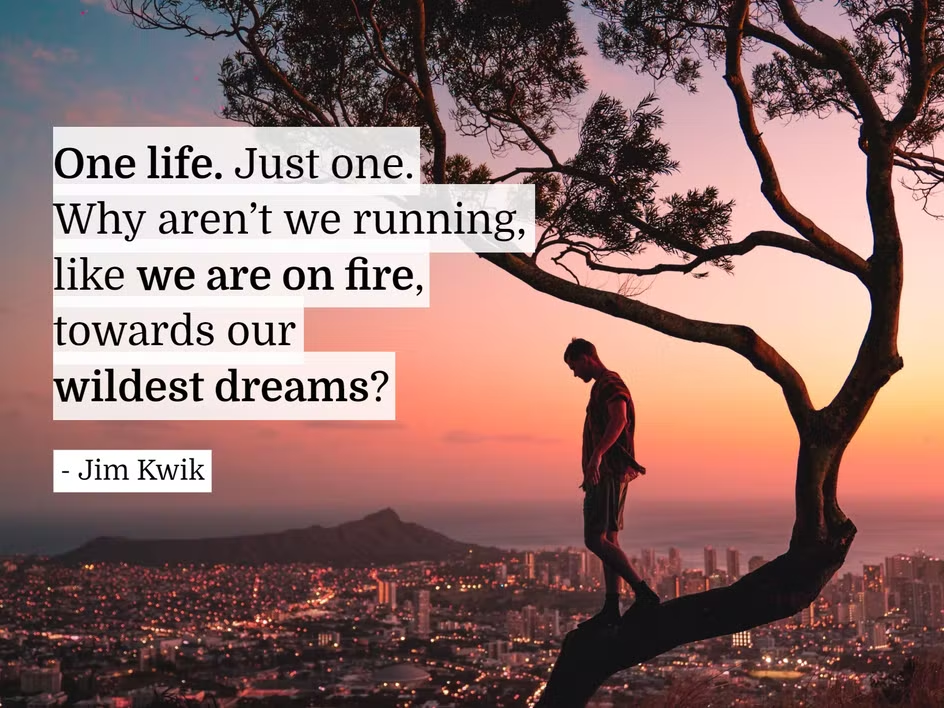 One life. Just one.
Why aren’t we running,
like we are on fire,
towards our
wildest dreams?
- Jim Kwik